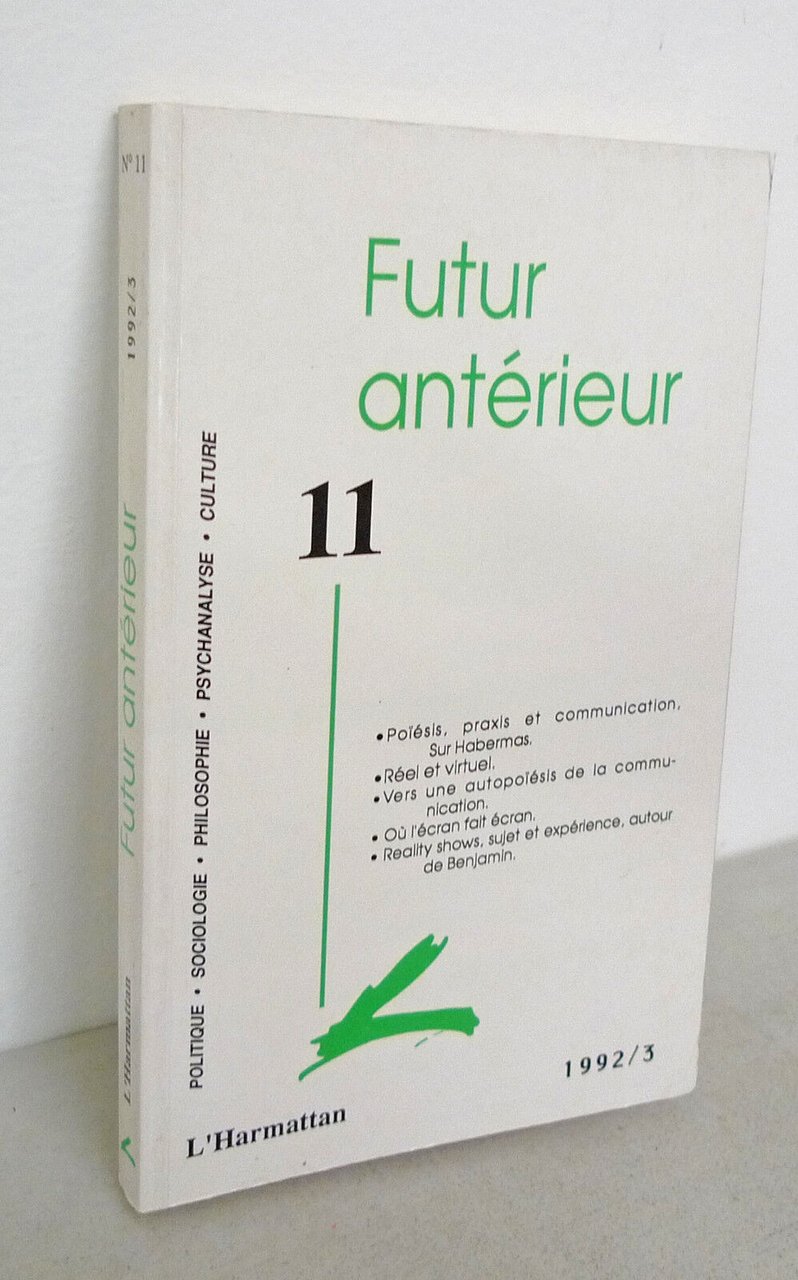 N° 11
1992/3
Futur antérieur
L'Harmattan
Futur
antérieur
11
POLITIQUE • SOCIOLOGIE • PHILOSOPHIE • PSYCHANALYSE • CULTURE
• Poïésis, praxis et communication,
Sur Habermas.
• Réel et virtuel.
• Vers une autopoïésis de la commu-
nication.
• Où l'écran fait écran.
• Reality shows, sujet et expérience, autour
de Benjamin.
1992/3
L'Harmattan